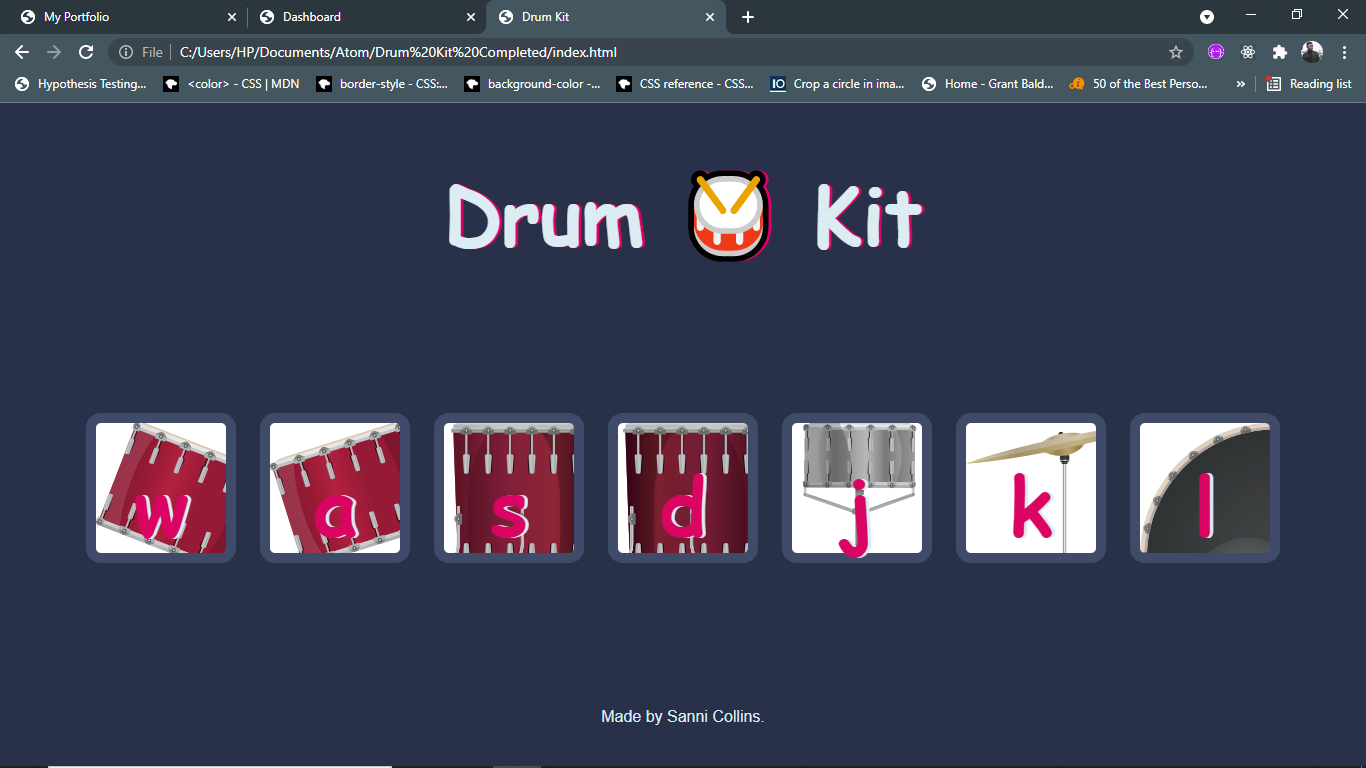 My Portfolio
Dashboard
Drum Kit
File
C:/Users/HP/Documents/Atom/Drum%20Kit%20Completed/index.html
Hypothesis Testing...
<color> - CSS | MDN
border-style - CSS:...
background-color -...
CSS reference - CSS...
IO
Crop a circle in ima...
Home - Grant Bald...
50 of the Best Perso...
»
Reading list
Drum Kit
w a s d j k l
Made by Sanni Collins.